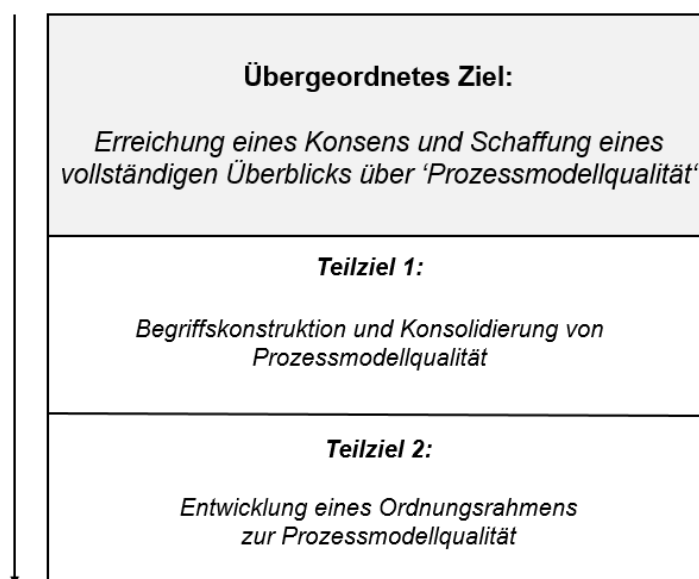 Übergeordnetes Ziel:
Erreichung eines Konsens und Schaffung eines
vollständigen Überblicks über ‘Prozessmodellqualität‘
Teilziel 1:
Begriffskonstruktion und Konsolidierung von
Prozessmodellqualität
Teilziel 2:
Entwicklung eines Ordnungsrahmens
zur Prozessmodellqualität